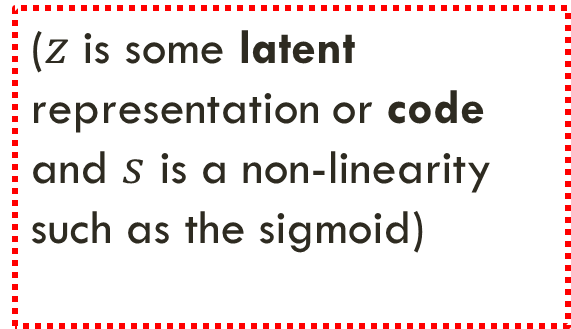 (z is some latent
representation or code
and s is a non-linearity
such as the sigmoid)